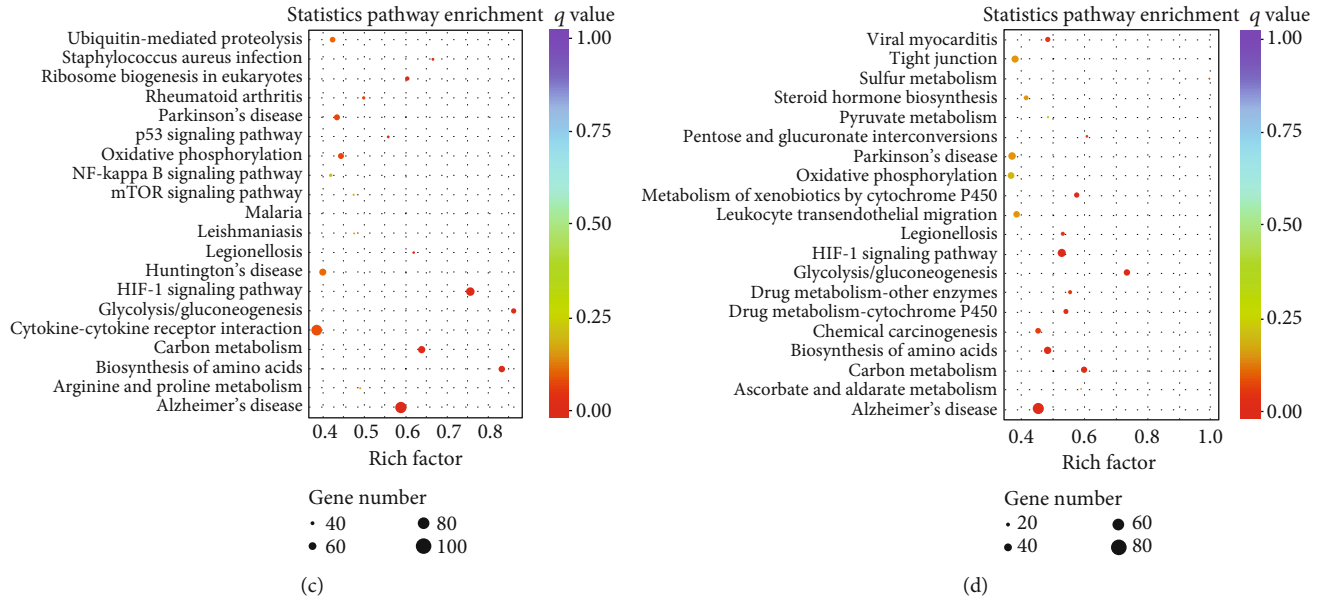 Statistics pathway enrichment q value
Ubiquitin-mediated proteolysis
Staphylococcus aureus infection
Ribosome biogenesis in eukaryotes
Rheumatoid arthritis
Parkinson's disease
p53 signaling pathway
Oxidative phosphorylation
NF-kappa B signaling pathway
mTOR signaling pathway
Malaria
Leishmaniasis
Legionellosis
Huntington's disease
HIF-1 signaling pathway
Glycolysis/gluconeogenesis
Cytokine-cytokine receptor interaction
Carbon metabolism
Biosynthesis of amino acids
Arginine and proline metabolism
Alzheimer's disease
0.4 0.5 0.6 0.7 0.8
Rich factor
1.00
0.75
0.50
0.25
0.00
Gene number
40 80
60 100
(c)
Statistics pathway enrichment q value
Viral myocarditis
Tight junction
Sulfur metabolism
Steroid hormone biosynthesis
Pyruvate metabolism
Pentose and glucuronate interconversions
Parkinson's disease
Oxidative phosphorylation
Metabolism of xenobiotics by cytochrome P450
Leukocyte transendothelial migration
Legionellosis
HIF-1 signaling pathway
Glycolysis/gluconeogenesis
Drug metabolism-other enzymes
Drug metabolism-cytochrome P450
Chemical carcinogenesis
Biosynthesis of amino acids
Carbon metabolism
Ascorbate and aldarate metabolism
Alzheimer's disease
0.4 0.6 0.8 1.0
Rich factor
1.00
0.75
0.50
0.25
0.00
Gene number
20 60
40 80
(d)